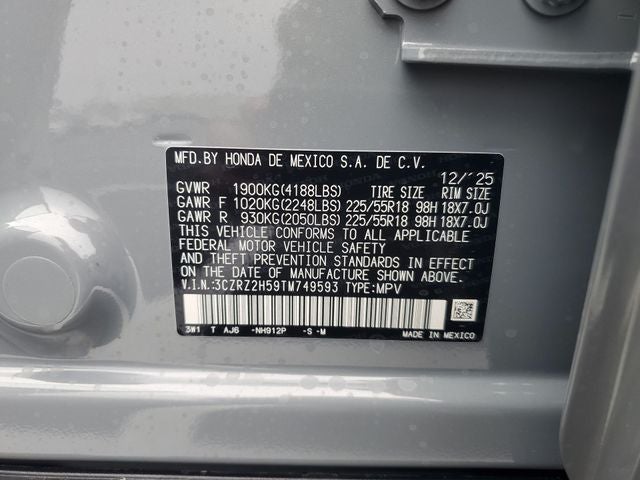 MFD.BY HONDA DE MEXICO S.A. DE C.V.
12/'25
GVWR 1900KG(4188LBS) TIRE SIZE RIM SIZE
GAWR F 1020KG(2248LBS) 225/55R18 98H 18X7.0J
GAWR R 930KG(2050LBS) 225/55R18 98H 18X7.0J
THIS VEHICLE CONFORMS TO ALL APPLICABLE
FEDERAL MOTOR VEHICLE SAFETY
AND THEFT PREVENTION STANDARDS IN EFFECT
ON THE DATE OF MANUFACTURE SHOWN ABOVE.
V.I.N.:3CZRZ2H59TM749593 TYPE:MPV
3W1 T AJ6 -NH912P -S -M MADE IN MEXICO